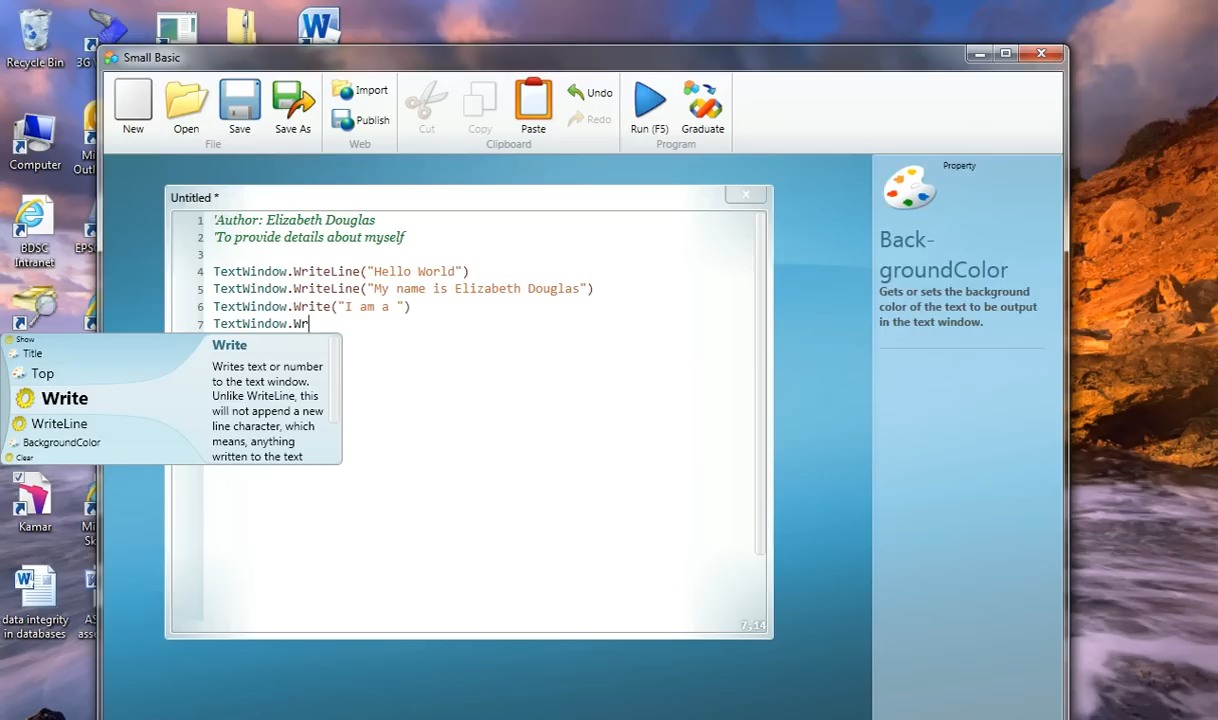 Recycle Bin
3G
Small Basic
New
Open
Save
Save As
Import
Publish
Cut
Copy
Paste
Undo
Redo
Run (F5)
Graduate
File
Web
Clipboard
Program
Computer
Mi
Outl
Untitled *
Property
Back-
groundColor
Gets or sets the background
color of the text to be output
in the text window.
1 'Author: Elizabeth Douglas
2 'To provide details about myself
3
4 TextWindow.WriteLine("Hello World")
5 TextWindow.WriteLine("My name is Elizabeth Douglas")
6 TextWindow.Write("I am a ")
7 TextWindow.Wr
BDSC
Intranet
EPS
Show
Title
Top
Write
WriteLine
BackgroundColor
Clear
Write
Writes text or number
to the text window.
Unlike WriteLine, this
will not append a new
line character, which
means, anything
written to the text
Kamar
Mi
Sk
data integrity
in databases
AS
asse
7,14